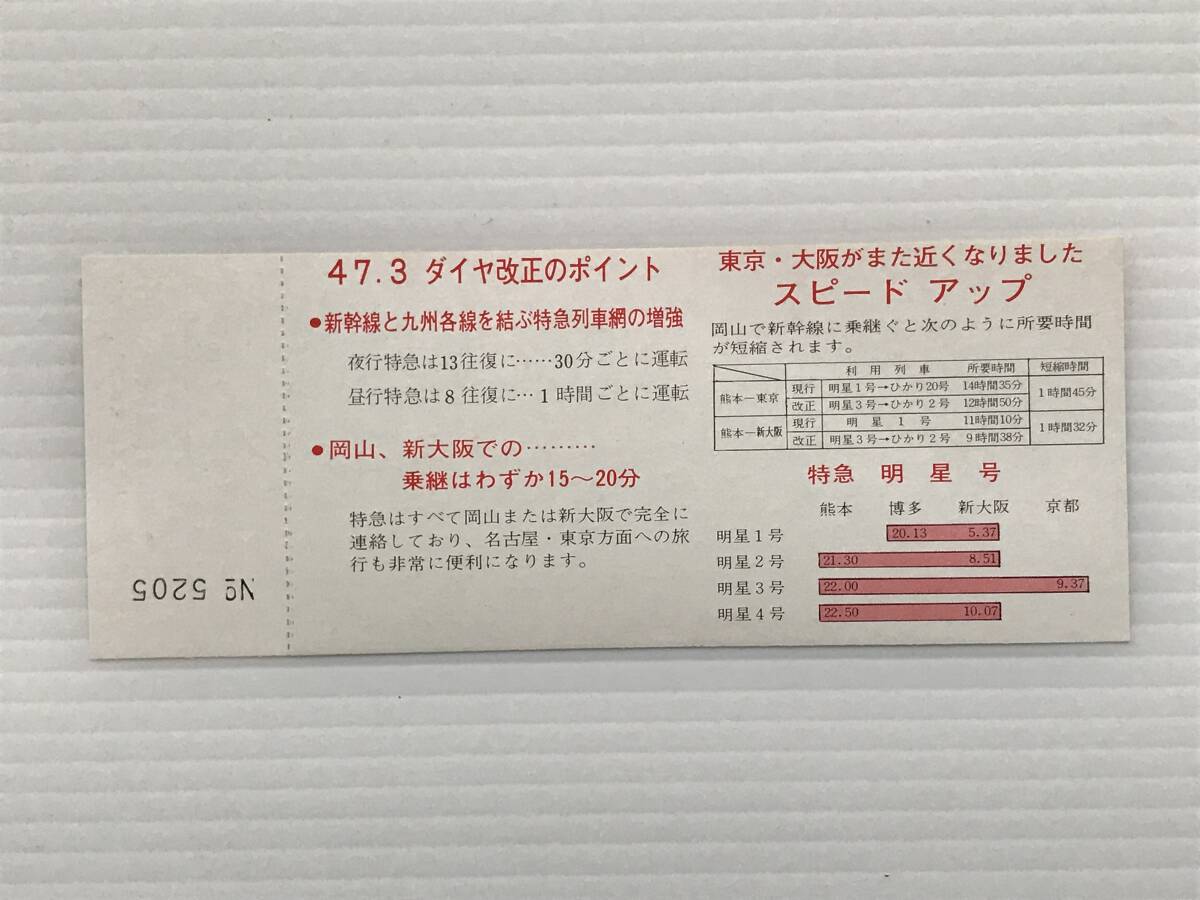 47.3 ダイヤ改正のポイント
●新幹線と九州各線を結ぶ特急列車網の増強
夜行特急は13往復に……30分ごとに運転
昼行特急は8往復に…1時間ごとに運転
●岡山、新大阪での………
乗継はわずか15〜20分
特急はすべて岡山または新大阪で完全に
連絡しており、名古屋・東京方面への旅
行も非常に便利になります。
№ 5205
東京・大阪がまた近くなりました
スピード アップ
岡山で新幹線に乗継ぐと次のように所要時間
が短縮されます。
利用列車 所要時間 短縮時間
熊本―東京 現行 明星1号→ひかり20号 14時間35分 1時間45分
改正 明星3号→ひかり2号 12時間50分
熊本―新大阪 現行 明星1号 11時間10分 1時間32分
改正 明星3号→ひかり2号 9時間38分
特急 明星号
熊本 博多 新大阪 京都
明星1号 20.13 5.37
明星2号 21.30 8.51
明星3号 22.00 9.37
明星4号 22.50 10.07